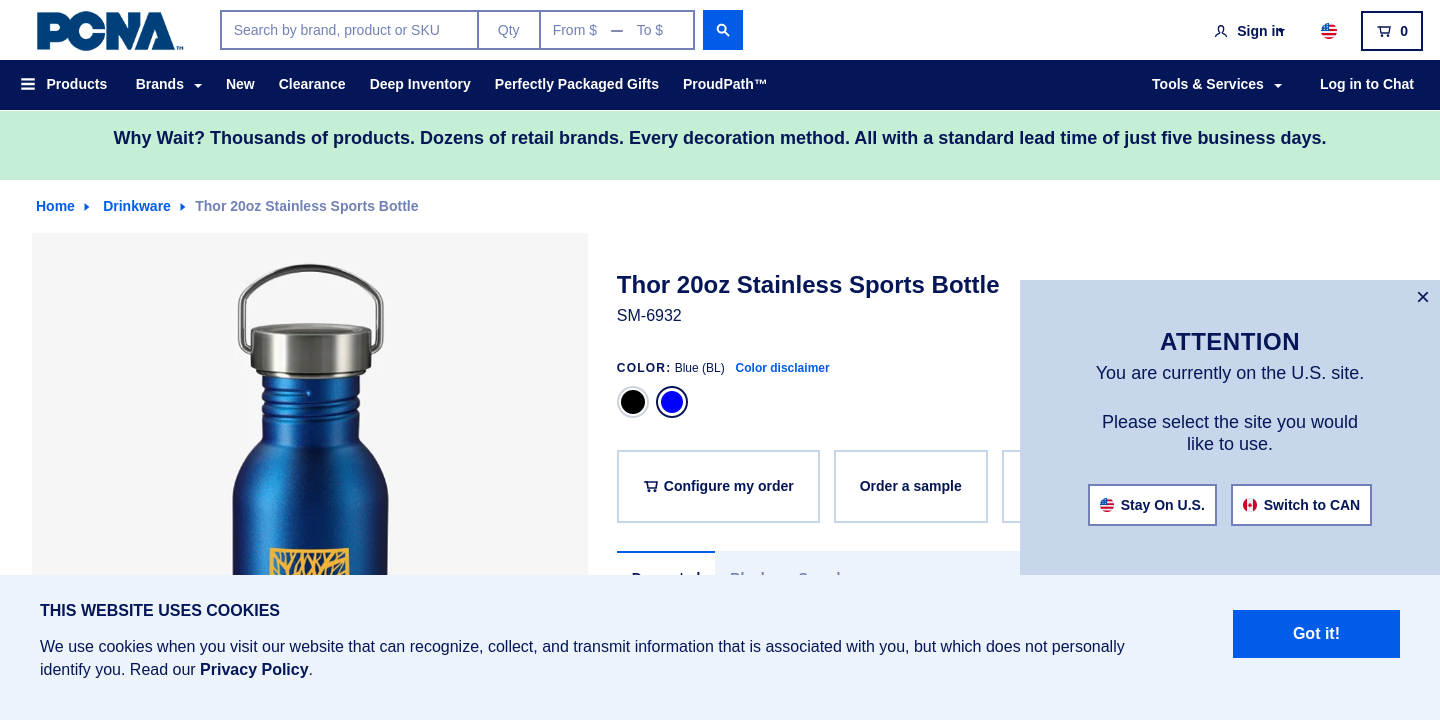 PCNA™
Search by brand, product or SKU
Qty
From $ — To $
Sign in
0
Products
Brands
New
Clearance
Deep Inventory
Perfectly Packaged Gifts
ProudPath™
Tools & Services
Log in to Chat
Why Wait? Thousands of products. Dozens of retail brands. Every decoration method. All with a standard lead time of just five business days.
Home
Drinkware
Thor 20oz Stainless Sports Bottle
Thor 20oz Stainless Sports Bottle
SM-6932
COLOR: Blue (BL) Color disclaimer
Configure my order
Order a sample
×
ATTENTION
You are currently on the U.S. site.
Please select the site you would
like to use.
Stay On U.S.
Switch to CAN
THIS WEBSITE USES COOKIES
We use cookies when you visit our website that can recognize, collect, and transmit information that is associated with you, but which does not personally
identify you. Read our Privacy Policy.
Got it!